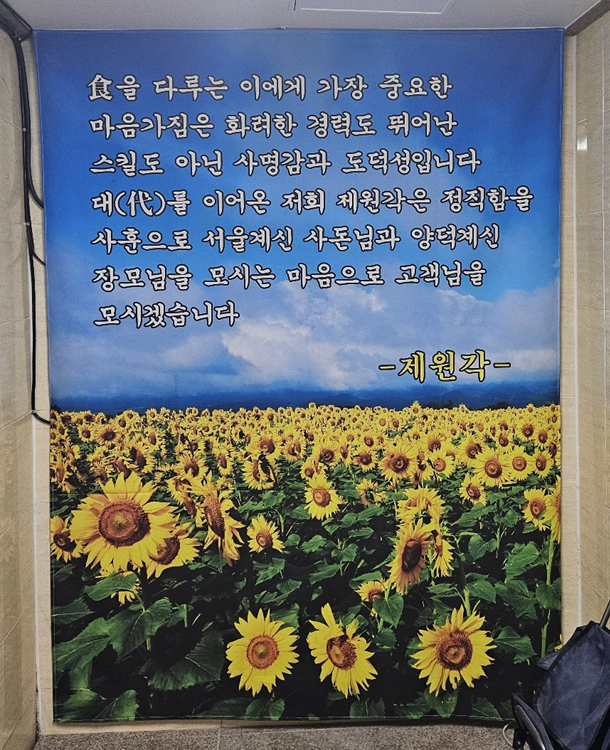 食을 다루는 이에게 가장 중요한
마음가짐은 화려한 경력도 뛰어난
스킬도 아닌 사명감과 도덕성입니다
대(代)를 이어온 저희 제원각은 정직함을
사훈으로 서울계신 사돈님과 양덕계신
장모님을 모시는 마음으로 고객님을
모시겠습니다
-제원각-